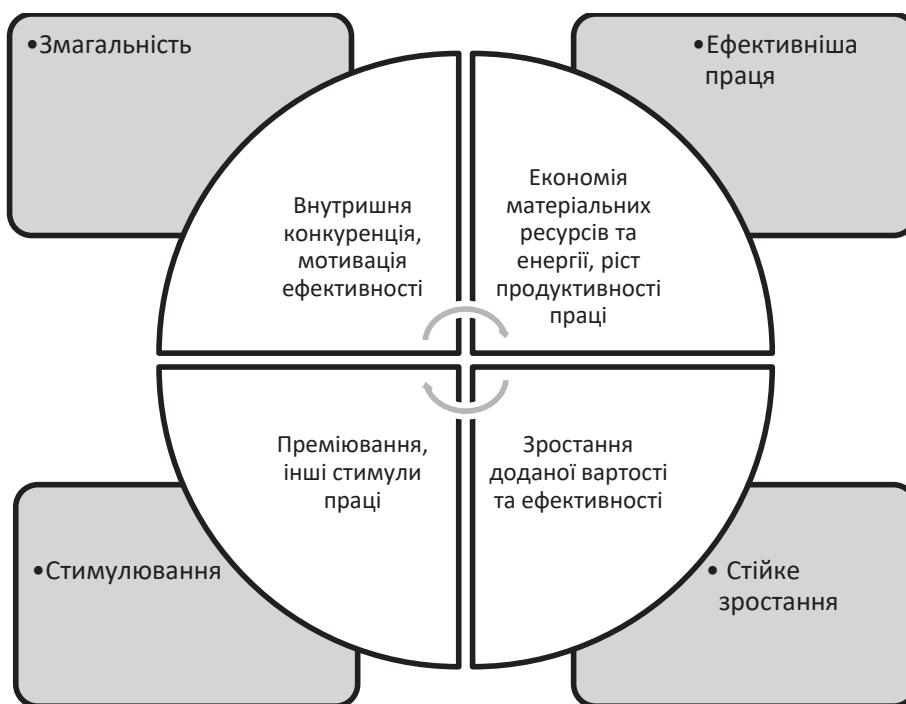 •Змагальність
•Ефективніша
праця
Внутришня
конкуренція,
мотивація
ефективності
Економія
матеріальних
ресурсів та
енергії, ріст
продуктивності
праці
Преміювання,
інші стимули
праці
Зростання
доданої вартості
та ефективності
•Стимулювання
• Стійке
зростання